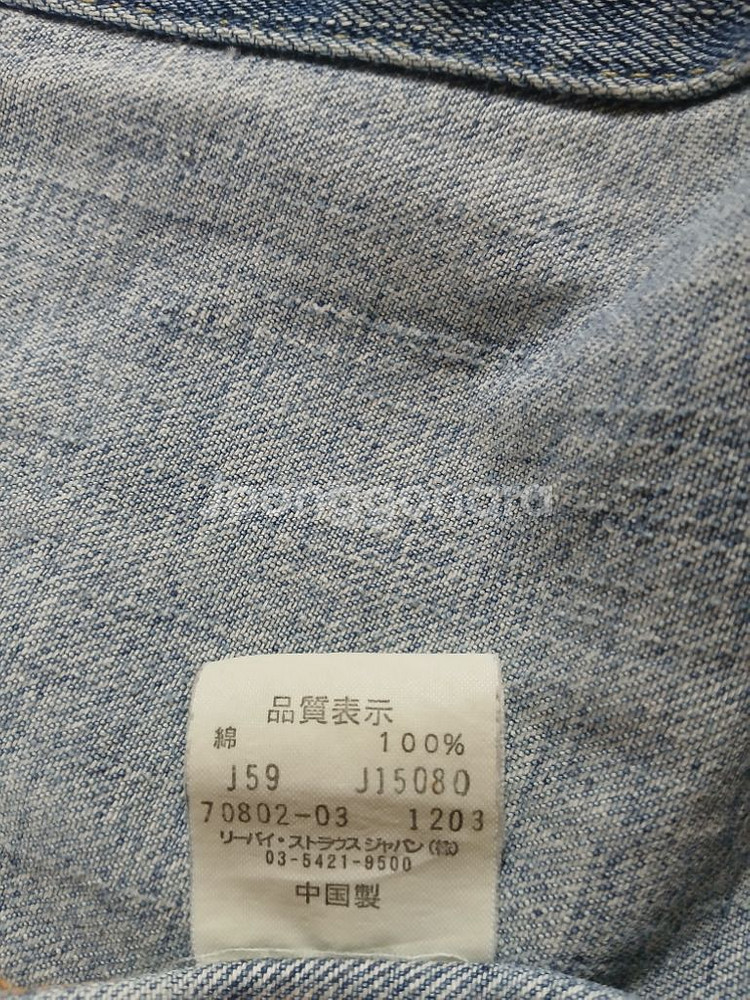 joonggonara
品質表示
綿 100%
J59 J15080
70802-03 1203
リーバイ・ストラウスジャパン(株)
03-5421-9500
中国製